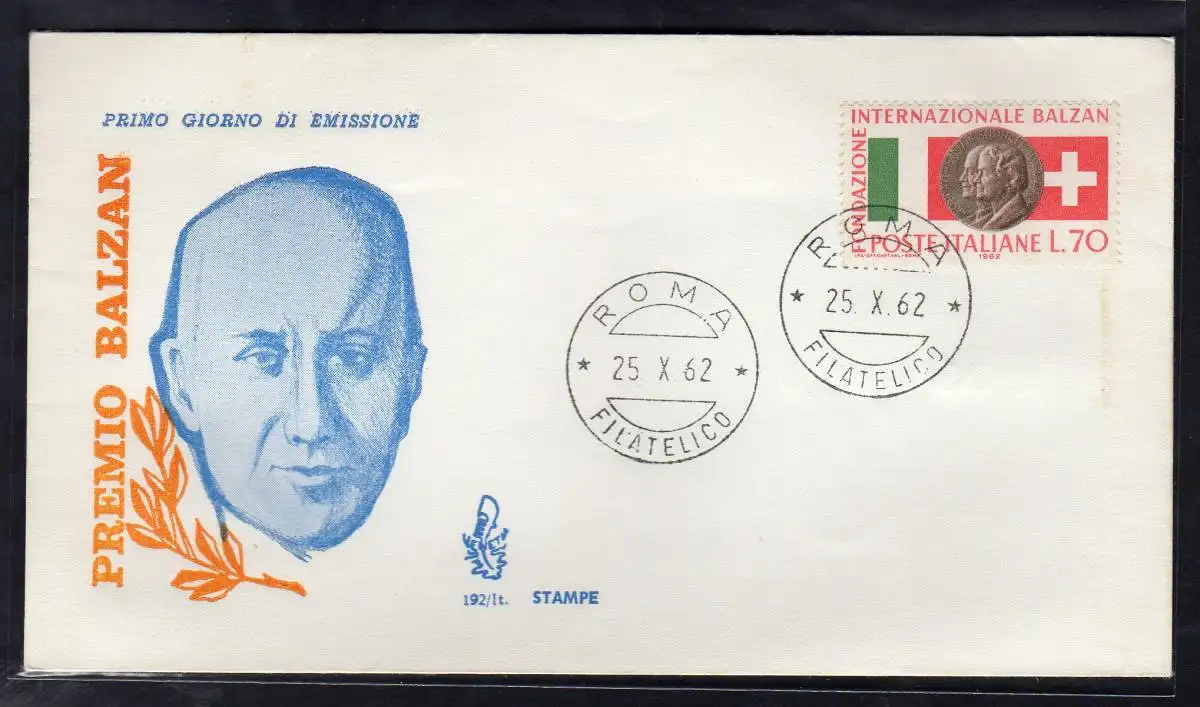 PRIMO GIORNO DI EMISSIONE
PREMIO BALZAN
192/It. STAMPE
FONDAZIONE
INTERNAZIONALE BALZAN
POSTE ITALIANE L.70
1962
ROMA
25 X 62
FILATELICO
ROMA
25. X. 62
FILATELICO